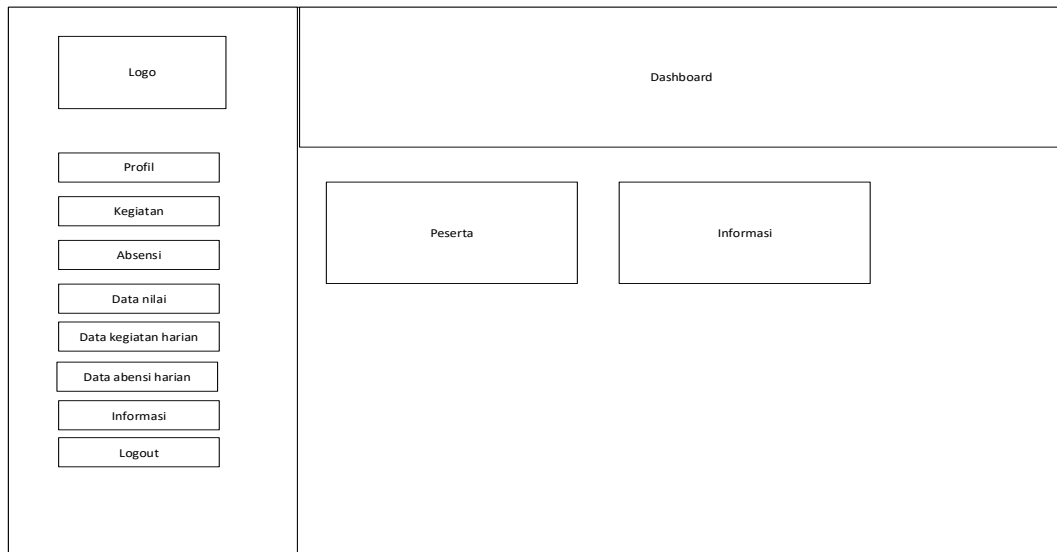 Logo
Dashboard
Profil
Kegiatan
Absensi
Data nilai
Data kegiatan harian
Data abensi harian
Informasi
Logout
Peserta
Informasi